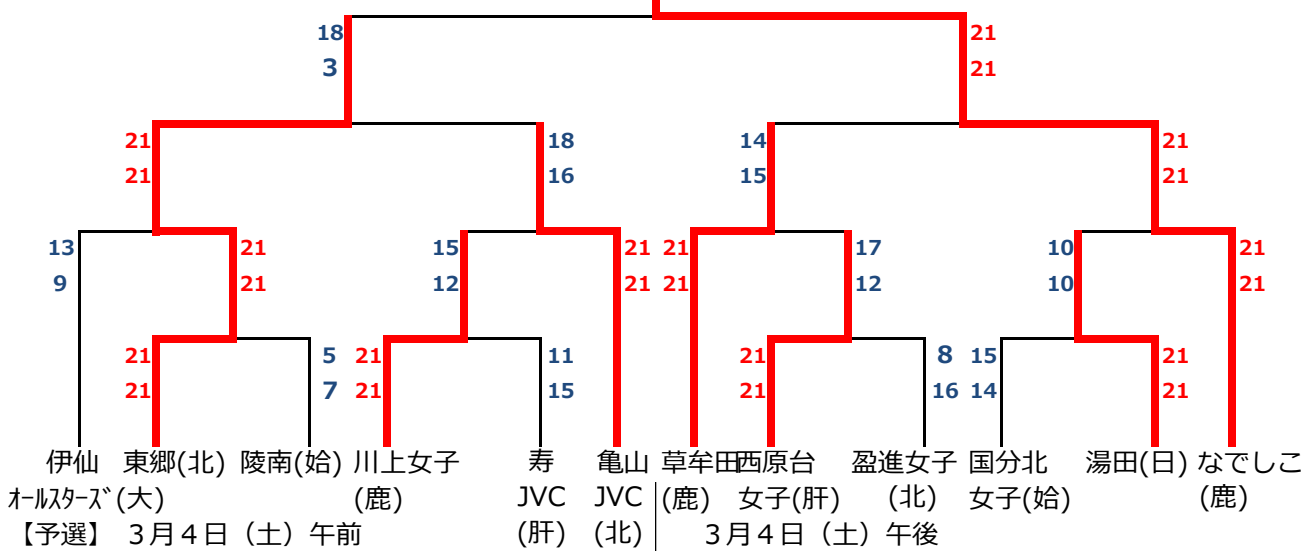 18 21
3 21
21 18 14 21
21 16 15 21
13 21 15 21 21 17 10 21
9 21 12 21 21 12 10 21
21 5 21 11 21 8 15 21
21 7 21 15 21 16 14 21
伊仙 東郷(北) 陵南(姶) 川上女子 寿 亀山 草牟田西原台 盈進女子 国分北 湯田(日) なでしこ
ｵｰﾙｽﾀｰｽﾞ(大) (鹿) JVC JVC (鹿) 女子(肝) (北) 女子(姶) (鹿)
(肝) (北)
【予選】 3月4日（土）午前 3月4日（土）午後